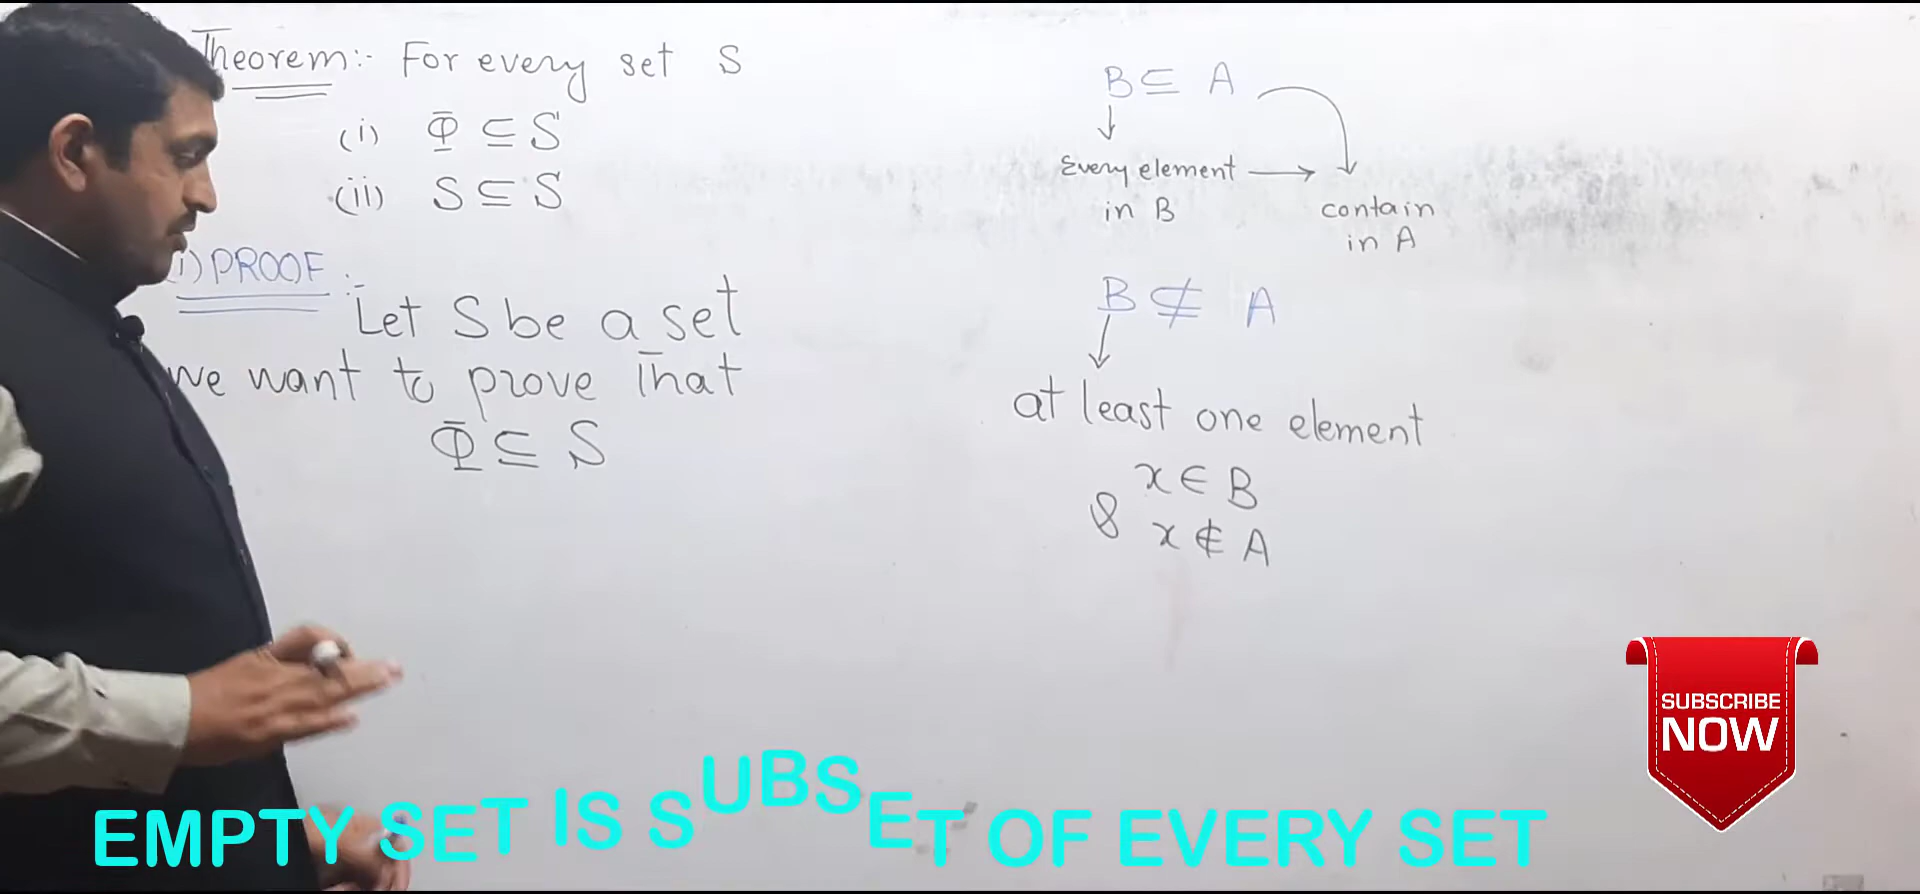 Theorem:- For every set S
(i) Φ ⊆ S
(ii) S ⊆ S
(i) PROOF :-
Let S be a set
we want to prove That
Φ ⊆ S
B ⊆ A
Every element
in B
contain
in A
B ⊈ A
at least one element
x ∈ B
& x ∉ A
SUBSCRIBE
NOW
EMPTY SET IS SUBSET OF EVERY SET